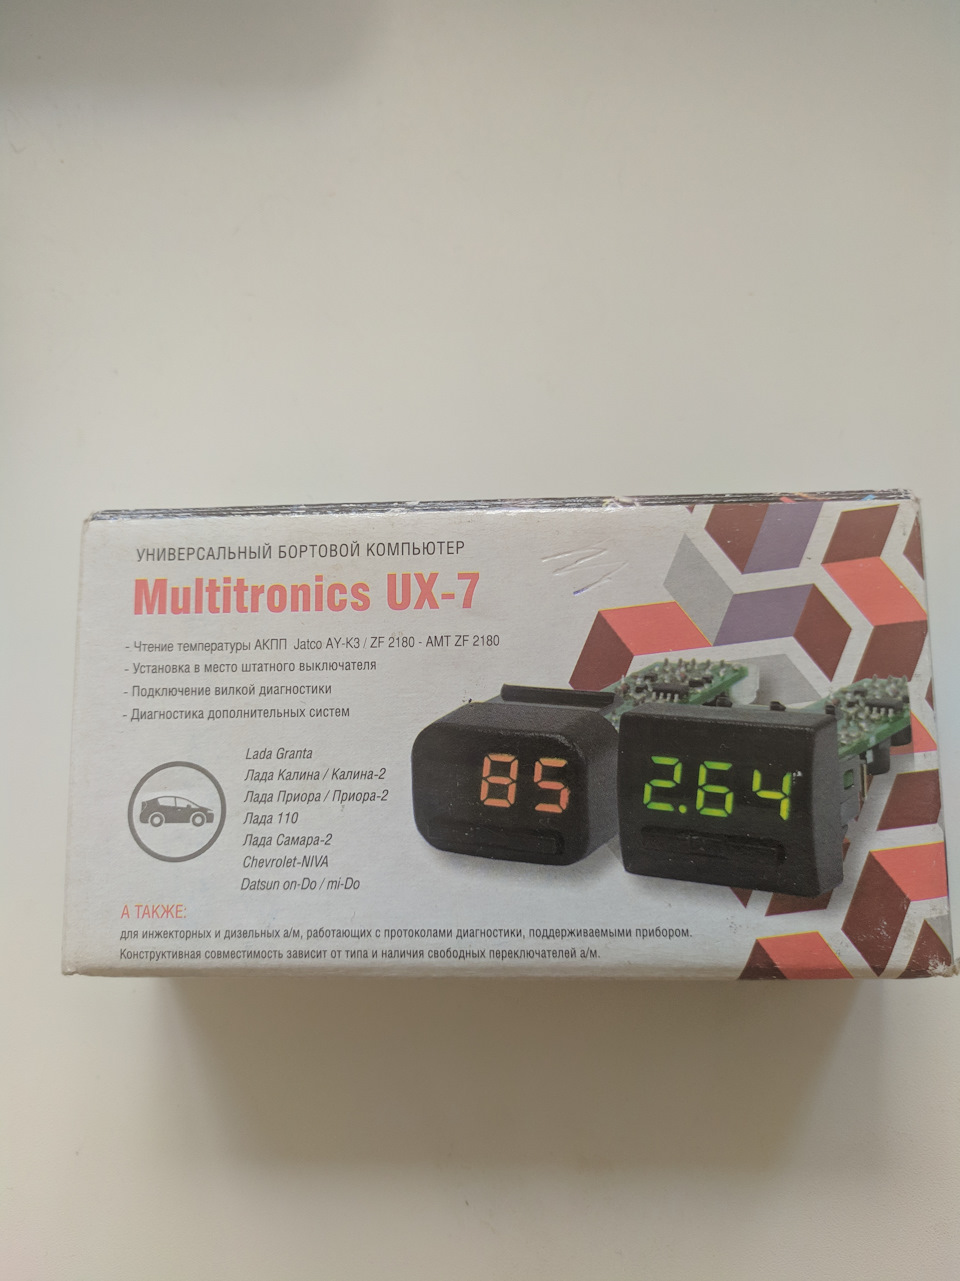 УНИВЕРСАЛЬНЫЙ БОРТОВОЙ КОМПЬЮТЕР
Multitronics UX-7
- Чтение температуры АКПП Jatco AY-K3 / ZF 2180 - АМТ ZF 2180
- Установка в место штатного выключателя
- Подключение вилкой диагностики
- Диагностика дополнительных систем
Lada Granta
Лада Калина / Калина-2
Лада Приора / Приора-2
Лада 110
Лада Самара-2
Chevrolet-NIVA
Datsun on-Do / mi-Do
85
2.64
А ТАКЖЕ:
для инжекторных и дизельных а/м, работающих с протоколами диагностики, поддерживаемыми прибором.
Конструктивная совместимость зависит от типа и наличия свободных переключателей а/м.